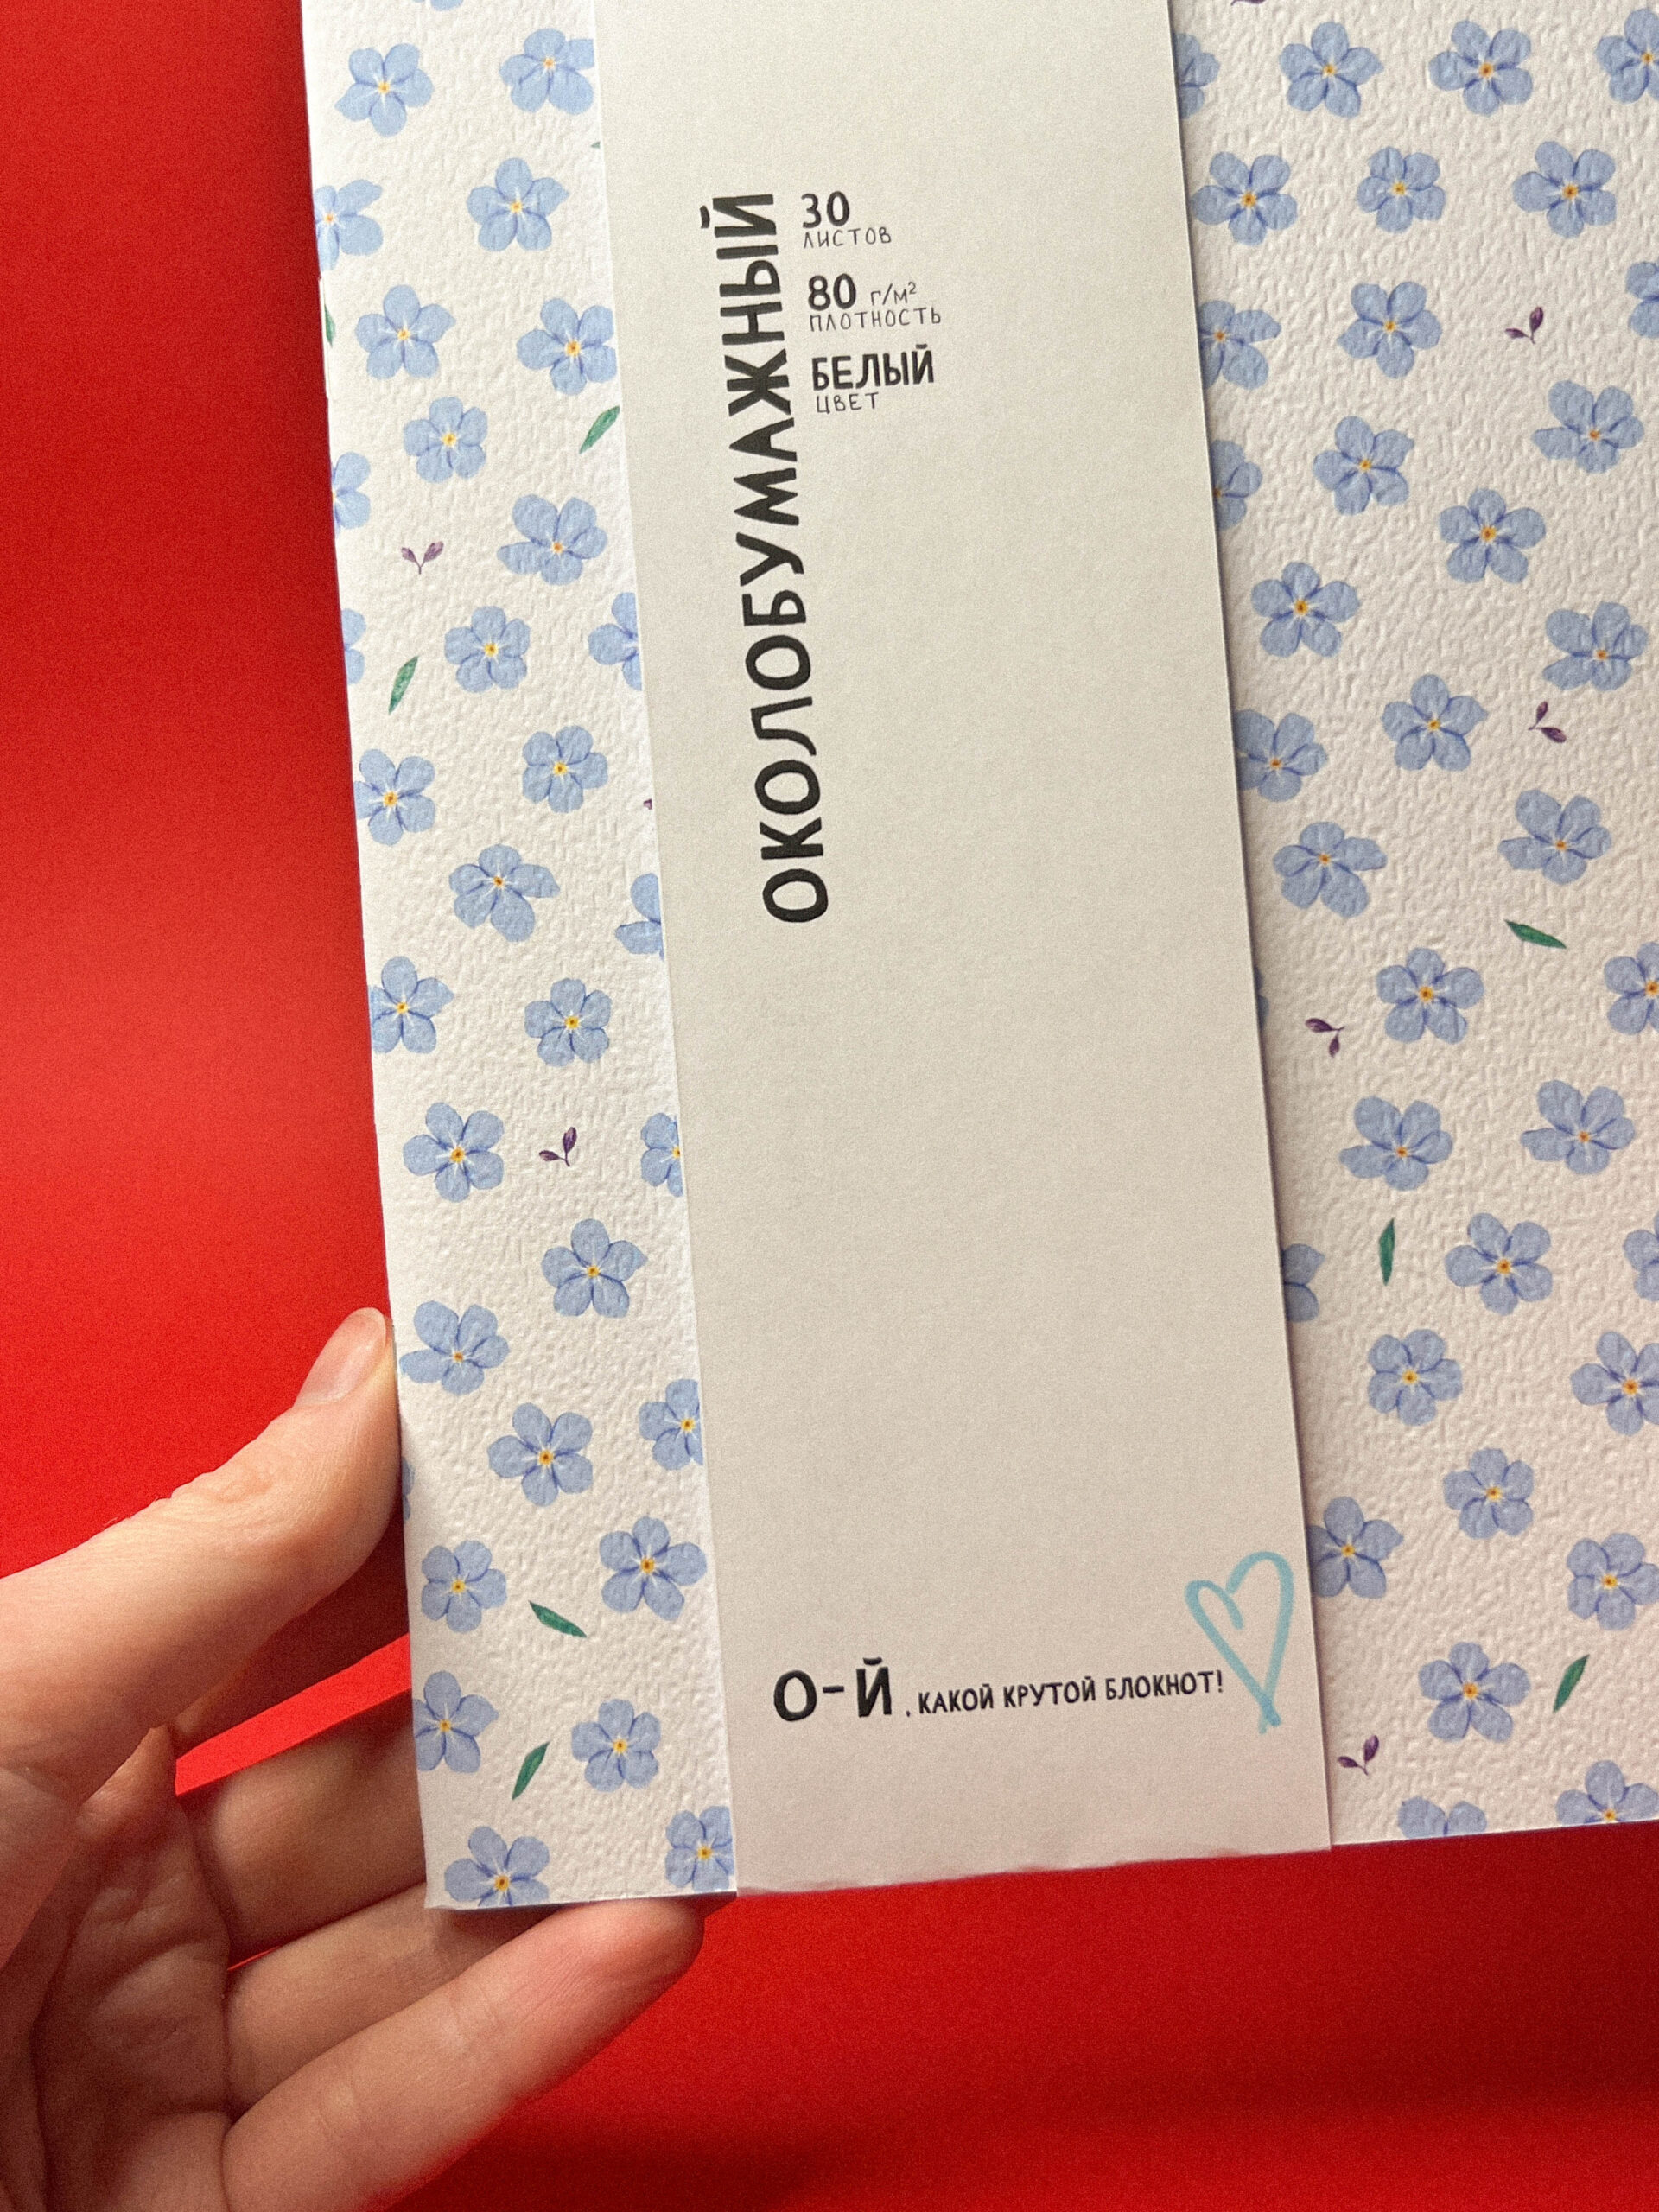 ОКОЛОБУМАЖНЫЙ
30
ЛИСТОВ
80 г/м²
ПЛОТНОСТЬ
БЕЛЫЙ
ЦВЕТ
О-Й, КАКОЙ КРУТОЙ БЛОКНОТ!